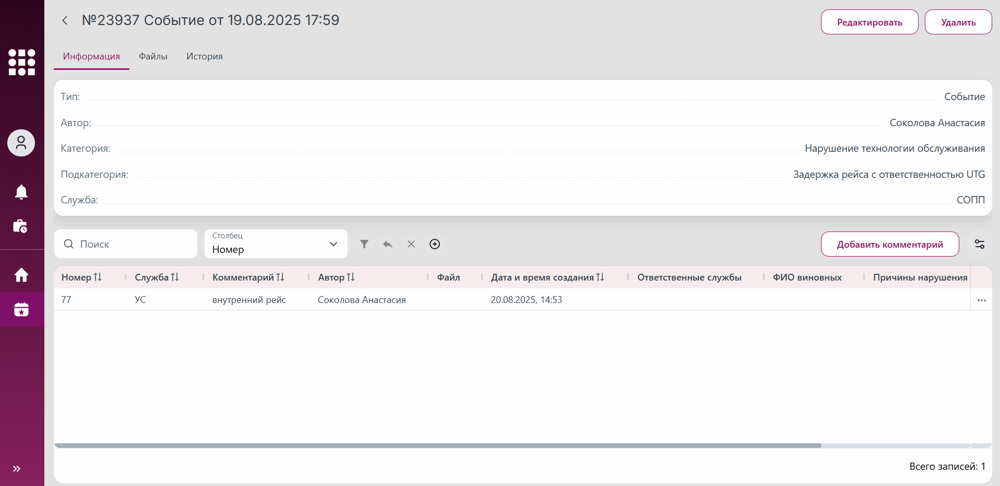 №23937 Событие от 19.08.2025 17:59
Редактировать
Удалить
Информация
Файлы
История
Тип: Событие
Автор: Соколова Анастасия
Категория: Нарушение технологии обслуживания
Подкатегория: Задержка рейса с ответственностью UTG
Служба: СОПП
Поиск
Столбец
Номер
Добавить комментарий
Номер Служба Комментарий Автор Файл Дата и время создания Ответственные службы ФИО виновных Причины нарушения
77 УС внутренний рейс Соколова Анастасия 20.08.2025, 14:53
Всего записей: 1